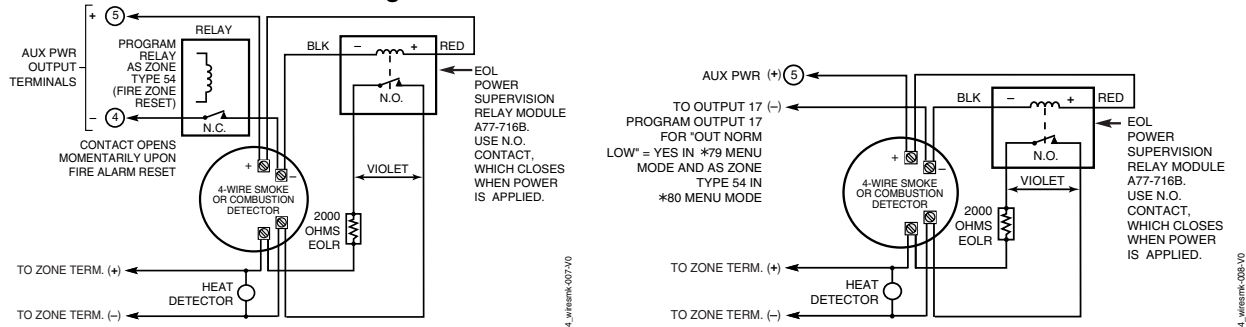 + 5
AUX PWR
OUTPUT
TERMINALS
– 4
PROGRAM
RELAY
AS ZONE
TYPE 54
(FIRE ZONE
RESET)
RELAY
N.C.
CONTACT OPENS
MOMENTARILY UPON
FIRE ALARM RESET
BLK – + RED
N.O.
EOL
POWER
SUPERVISION
RELAY MODULE
A77-716B.
USE N.O.
CONTACT,
WHICH CLOSES
WHEN POWER
IS APPLIED.
+ –
4-WIRE SMOKE
OR COMBUSTION
DETECTOR
VIOLET
2000
OHMS
EOLR
TO ZONE TERM. (+)
HEAT
DETECTOR
TO ZONE TERM. (–)
4_wiresmk-007-V0
AUX PWR (+) 5
TO OUTPUT 17 (–)
PROGRAM OUTPUT 17
FOR "OUT NORM
LOW" = YES IN *79 MENU
MODE AND AS ZONE
TYPE 54 IN
*80 MENU MODE
BLK – + RED
N.O.
EOL
POWER
SUPERVISION
RELAY MODULE
A77-716B.
USE N.O.
CONTACT,
WHICH CLOSES
WHEN POWER
IS APPLIED.
+ –
4-WIRE SMOKE
OR COMBUSTION
DETECTOR
VIOLET
2000
OHMS
EOLR
TO ZONE TERM. (+)
HEAT
DETECTOR
TO ZONE TERM. (–)
4_wiresmk-008-V0